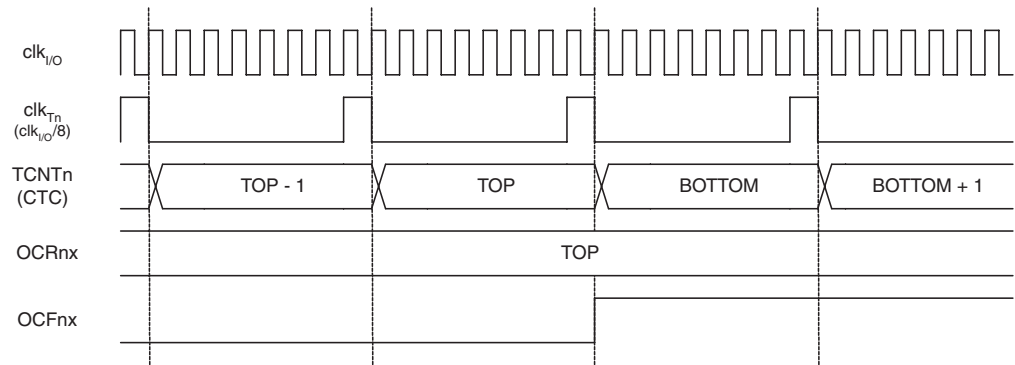 clkI/O
clkTn
(clkI/O/8)
TCNTn
(CTC)
TOP - 1
TOP
BOTTOM
BOTTOM + 1
OCRnx
TOP
OCFnx